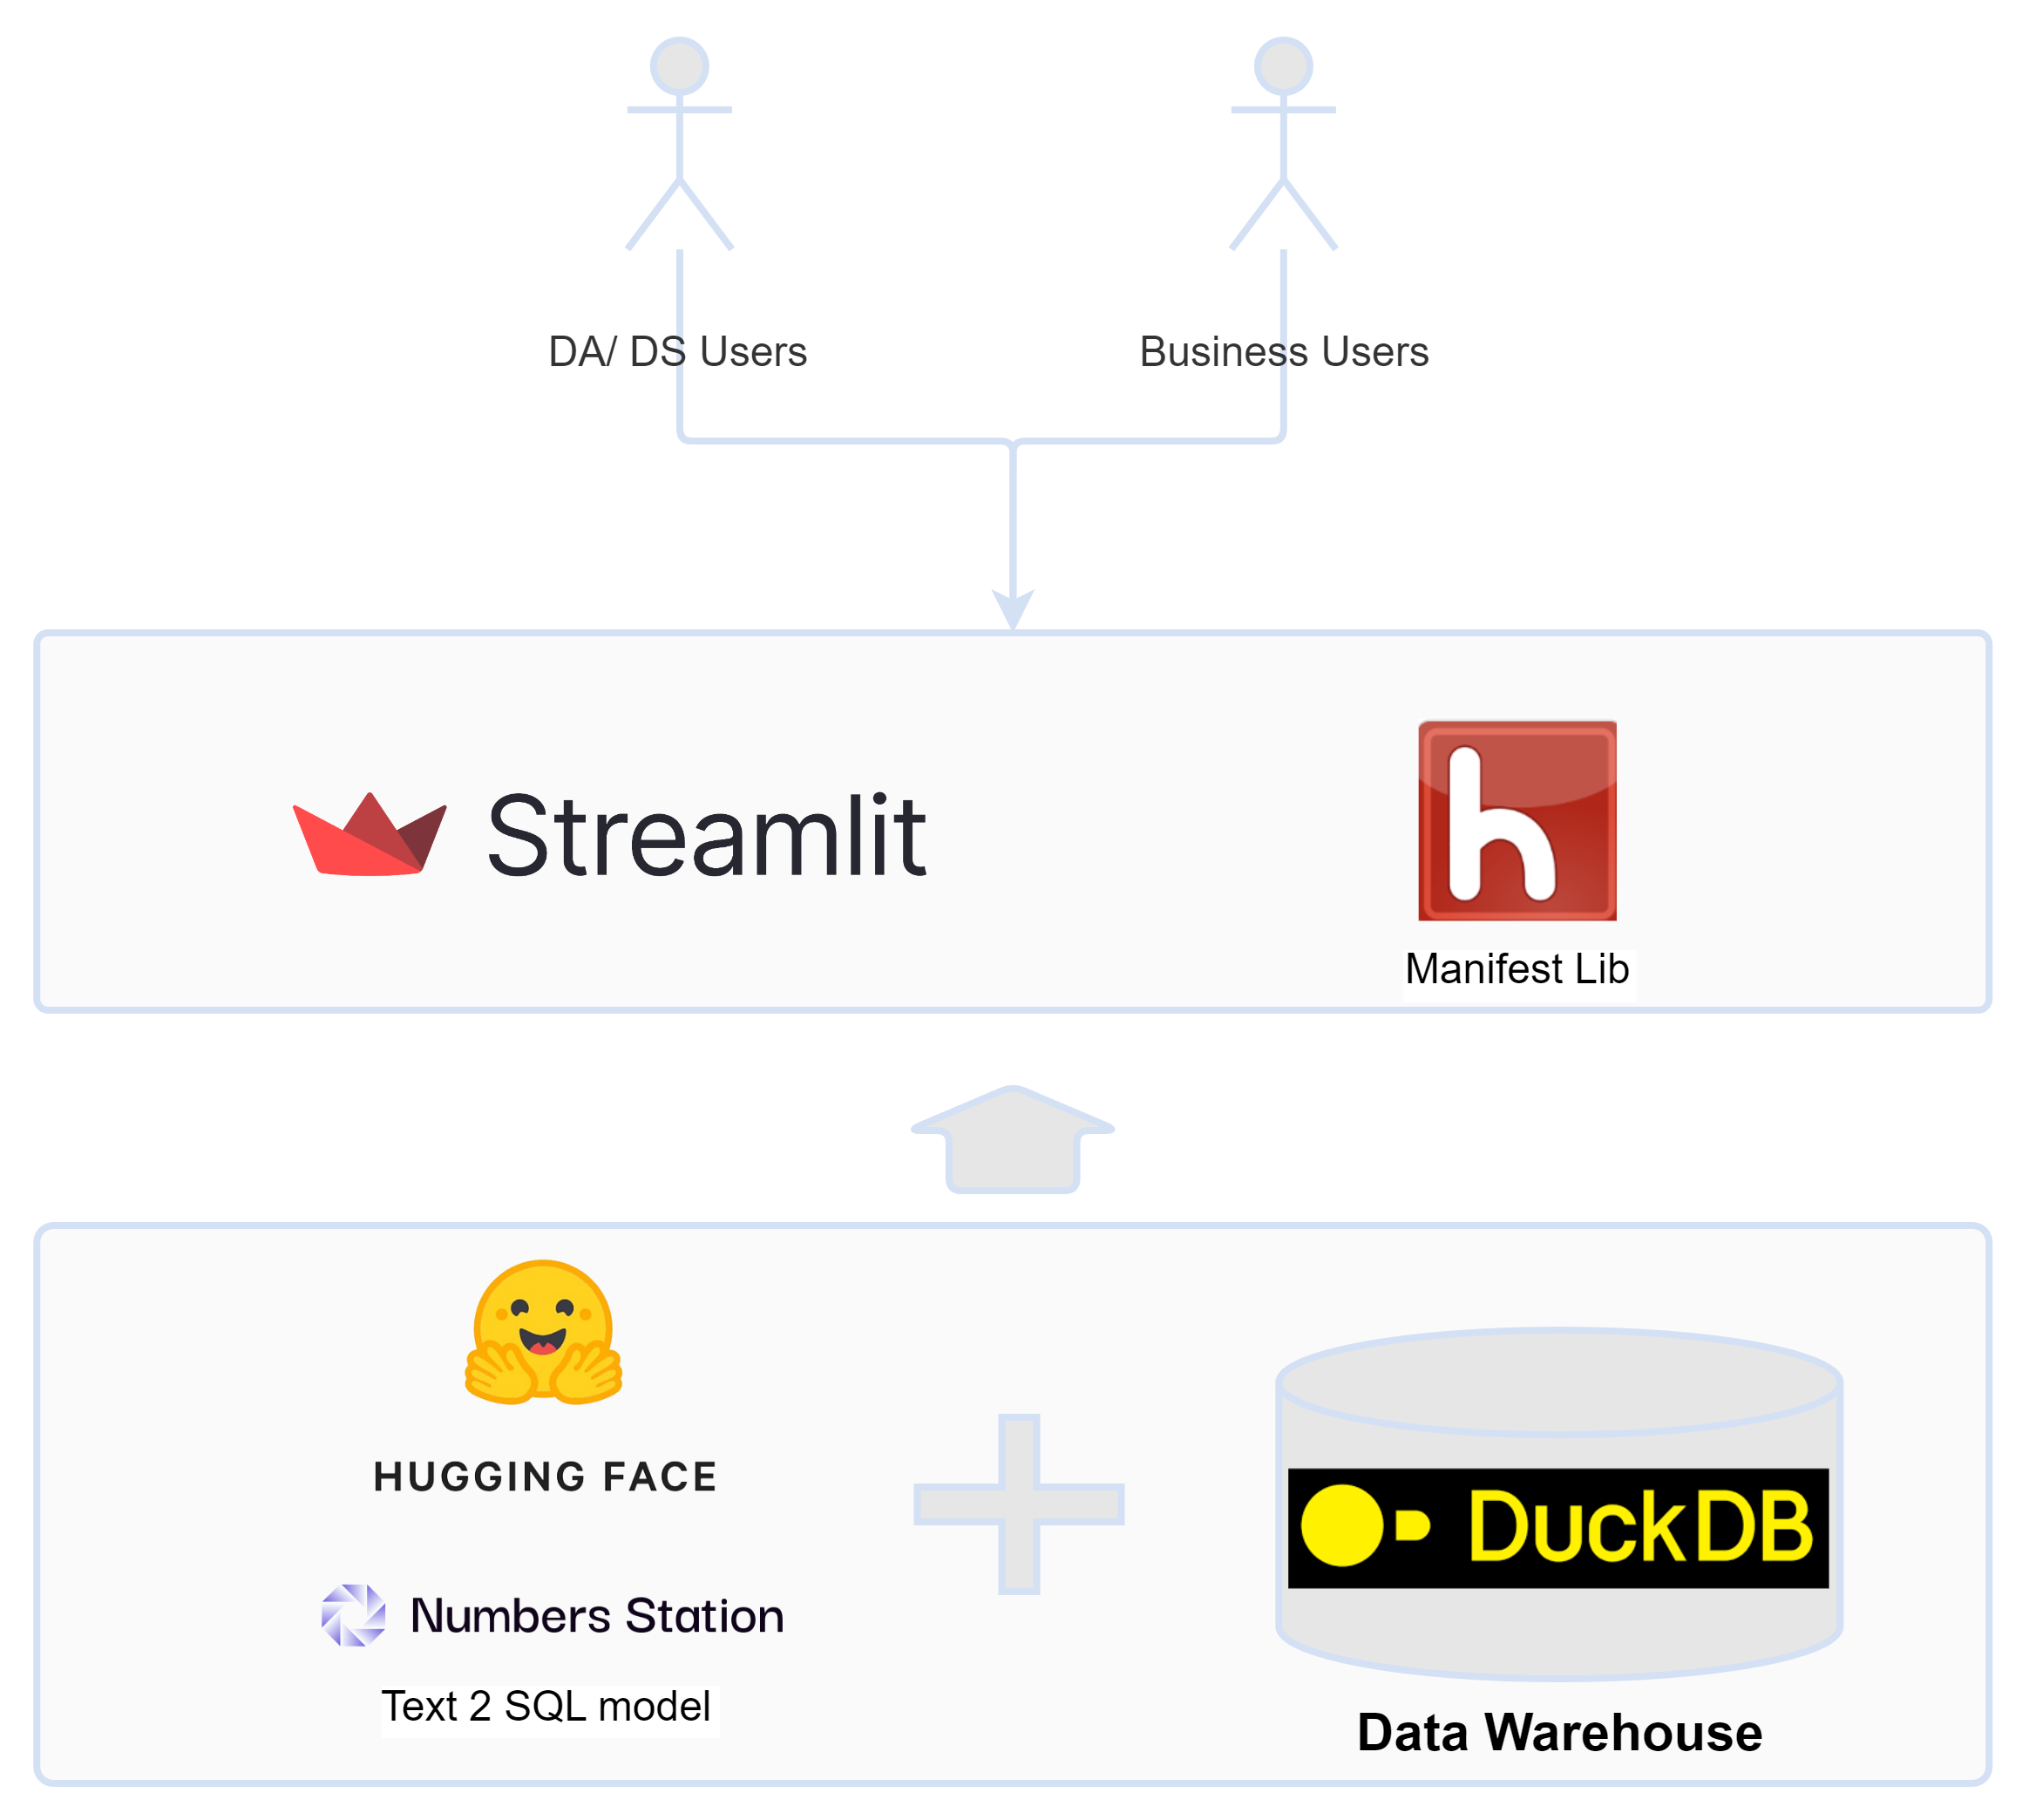 DA/ DS Users
Business Users
Streamlit
h
Manifest Lib
HUGGING FACE
Numbers Station
Text 2 SQL model
DuckDB
Data Warehouse